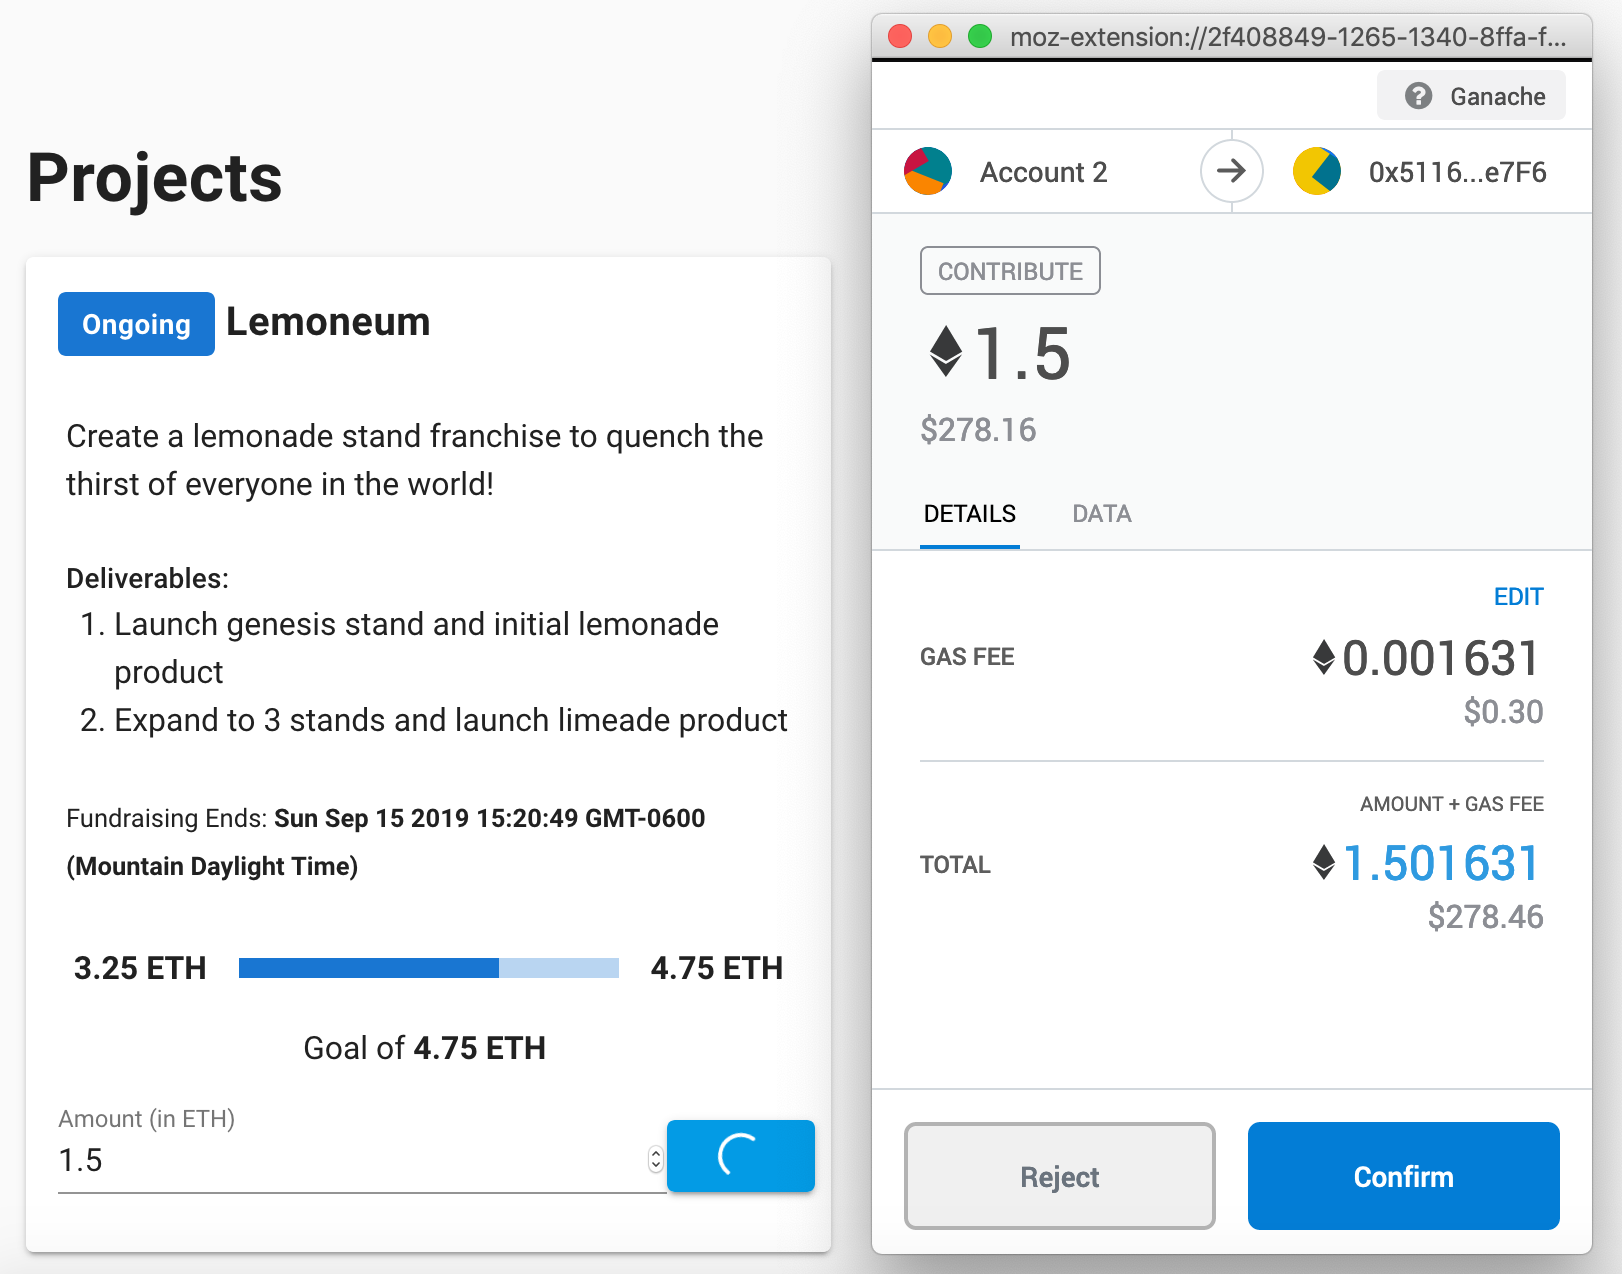 Projects
Ongoing Lemoneum
Create a lemonade stand franchise to quench the
thirst of everyone in the world!
Deliverables:
1. Launch genesis stand and initial lemonade
product
2. Expand to 3 stands and launch limeade product
Fundraising Ends: Sun Sep 15 2019 15:20:49 GMT-0600
(Mountain Daylight Time)
3.25 ETH 4.75 ETH
Goal of 4.75 ETH
Amount (in ETH)
1.5
moz-extension://2f408849-1265-1340-8ffa-f...
? Ganache
Account 2 0x5116...e7F6
CONTRIBUTE
1.5
$278.16
DETAILS DATA
EDIT
GAS FEE 0.001631
$0.30
AMOUNT + GAS FEE
TOTAL 1.501631
$278.46
Reject Confirm